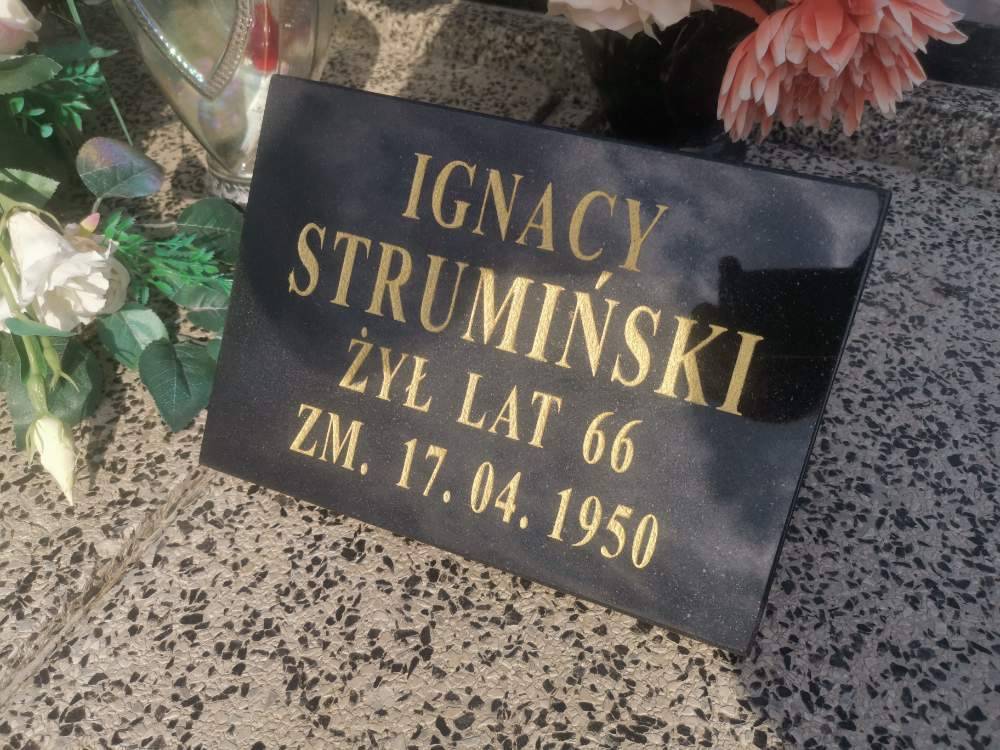 IGNACY
STRUMIŃSKI
ŻYŁ LAT 66
ZM. 17. 04. 1950